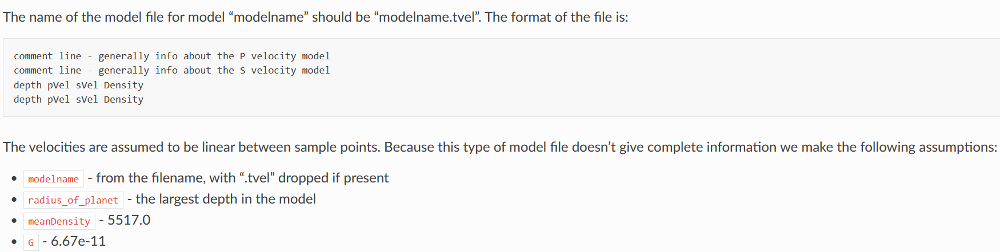 The name of the model file for model “modelname” should be “modelname.tvel”. The format of the file is:
comment line - generally info about the P velocity model
comment line - generally info about the S velocity model
depth pVel sVel Density
depth pVel sVel Density
The velocities are assumed to be linear between sample points. Because this type of model file doesn’t give complete information we make the following assumptions:
• modelname - from the filename, with “.tvel” dropped if present
• radius_of_planet - the largest depth in the model
• meanDensity - 5517.0
• G - 6.67e-11